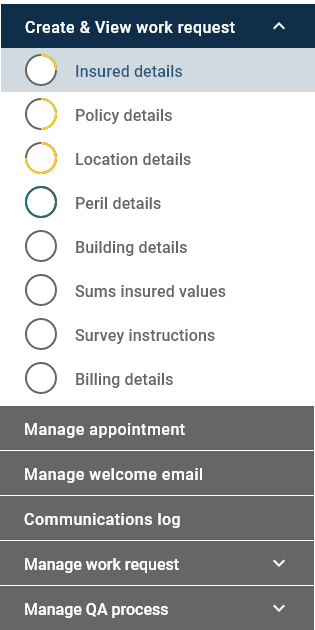 Create & View work request
Insured details
Policy details
Location details
Peril details
Building details
Sums insured values
Survey instructions
Billing details
Manage appointment
Manage welcome email
Communications log
Manage work request
Manage QA process